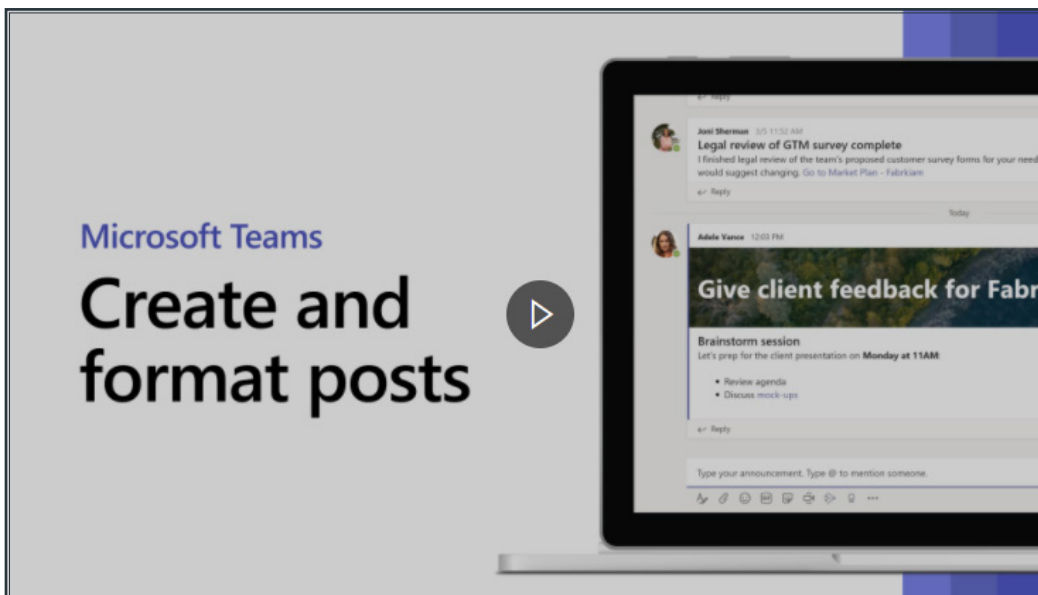 Microsoft Teams
Create and
format posts
Reply
Joni Sherman 3/5 11:52 AM
Legal review of GTM survey complete
I finished legal review of the team's proposed customer survey forms for your need
would suggest changing. Go to Market Plan - Fabrkiam
Reply
Today
Adele Vance 12:03 PM
Give client feedback for Fabr
Brainstorm session
Let's prep for the client presentation on Monday at 11AM:
• Review agenda
• Discuss mock-ups
Reply
Type your announcement. Type @ to mention someone.